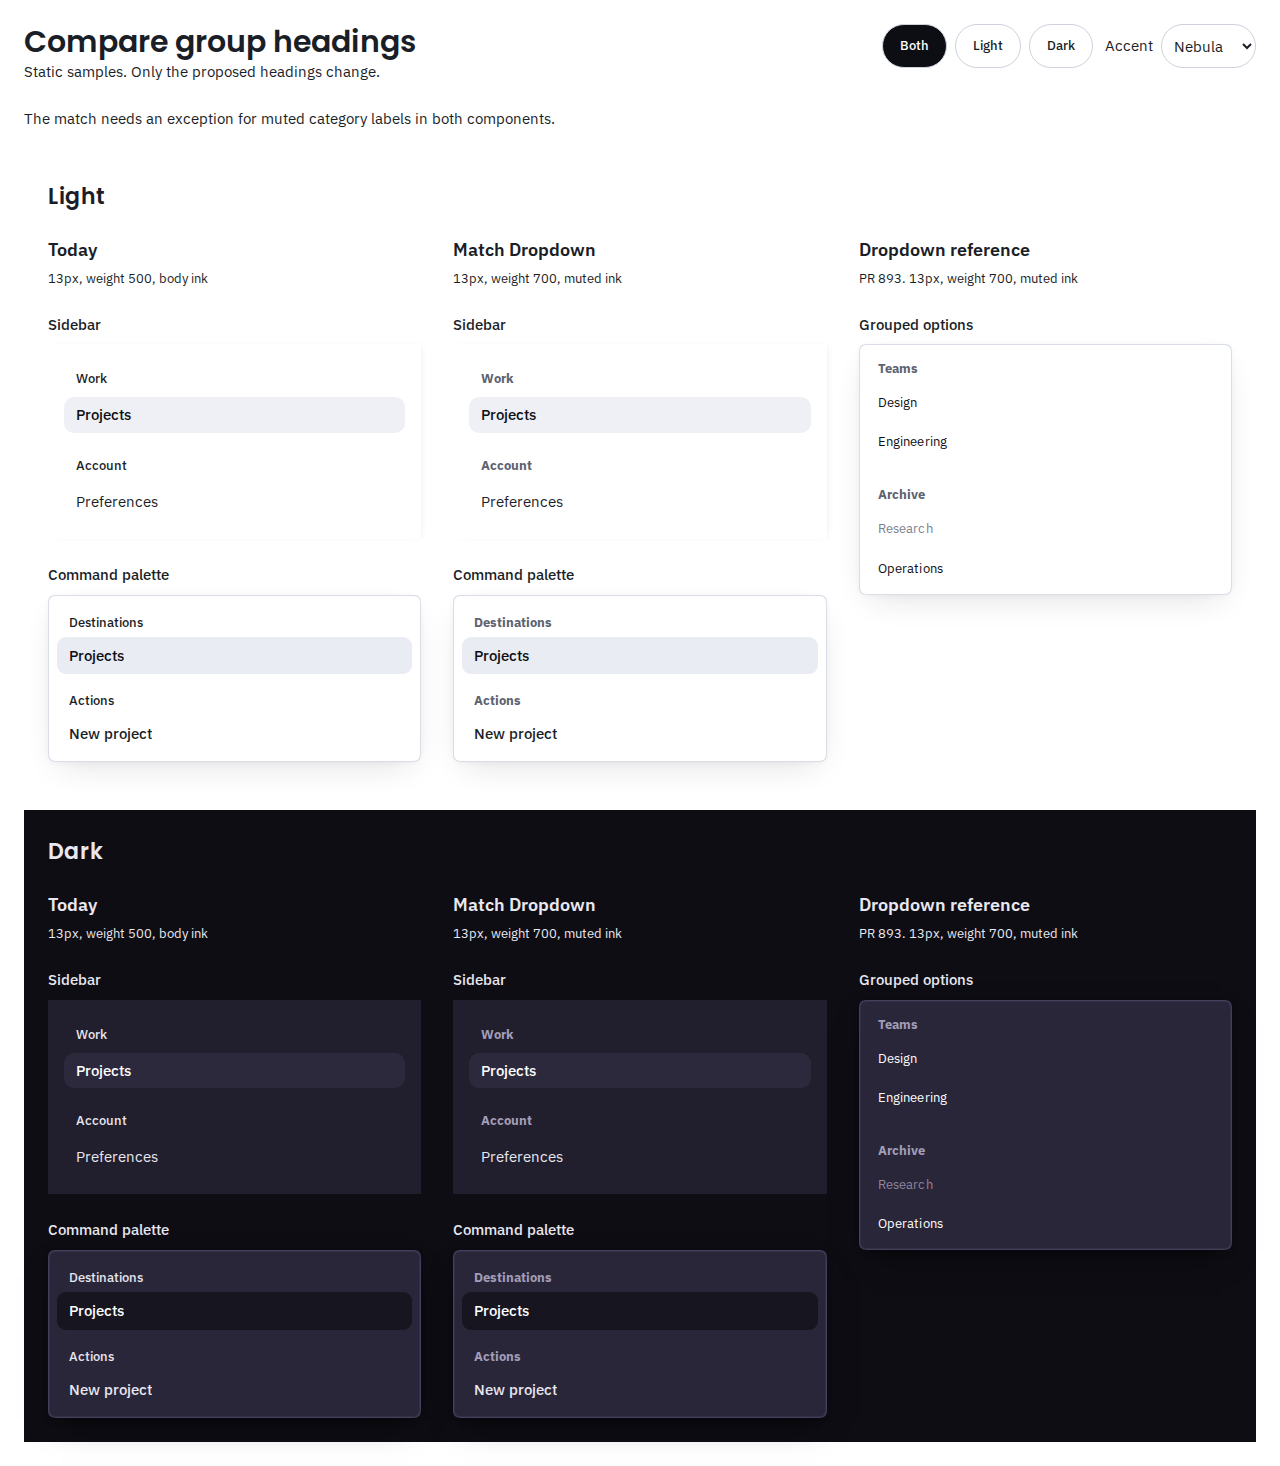 Compare group headings
Static samples. Only the proposed headings change.
Both
Light
Dark
Accent
Nebula
The match needs an exception for muted category labels in both components.
Light
Today
13px, weight 500, body ink
Sidebar
Work
Projects
Account
Preferences
Command palette
Destinations
Projects
Actions
New project
Match Dropdown
13px, weight 700, muted ink
Sidebar
Work
Projects
Account
Preferences
Command palette
Destinations
Projects
Actions
New project
Dropdown reference
PR 893. 13px, weight 700, muted ink
Grouped options
Teams
Design
Engineering
Archive
Research
Operations
Dark
Today
13px, weight 500, body ink
Sidebar
Work
Projects
Account
Preferences
Command palette
Destinations
Projects
Actions
New project
Match Dropdown
13px, weight 700, muted ink
Sidebar
Work
Projects
Account
Preferences
Command palette
Destinations
Projects
Actions
New project
Dropdown reference
PR 893. 13px, weight 700, muted ink
Grouped options
Teams
Design
Engineering
Archive
Research
Operations